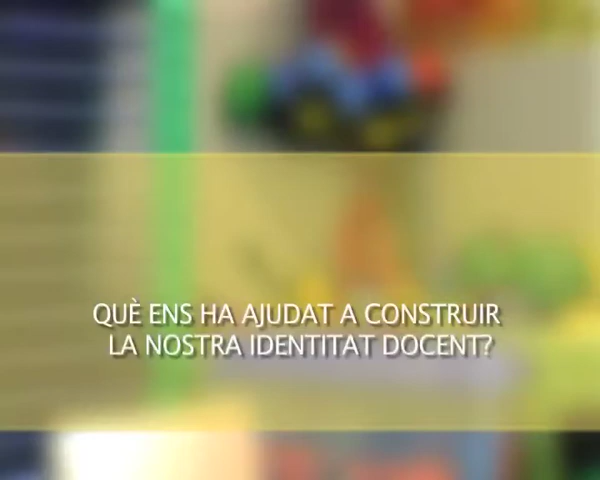 QUÈ ENS HA AJUDAT A CONSTRUIR
LA NOSTRA IDENTITAT DOCENT?